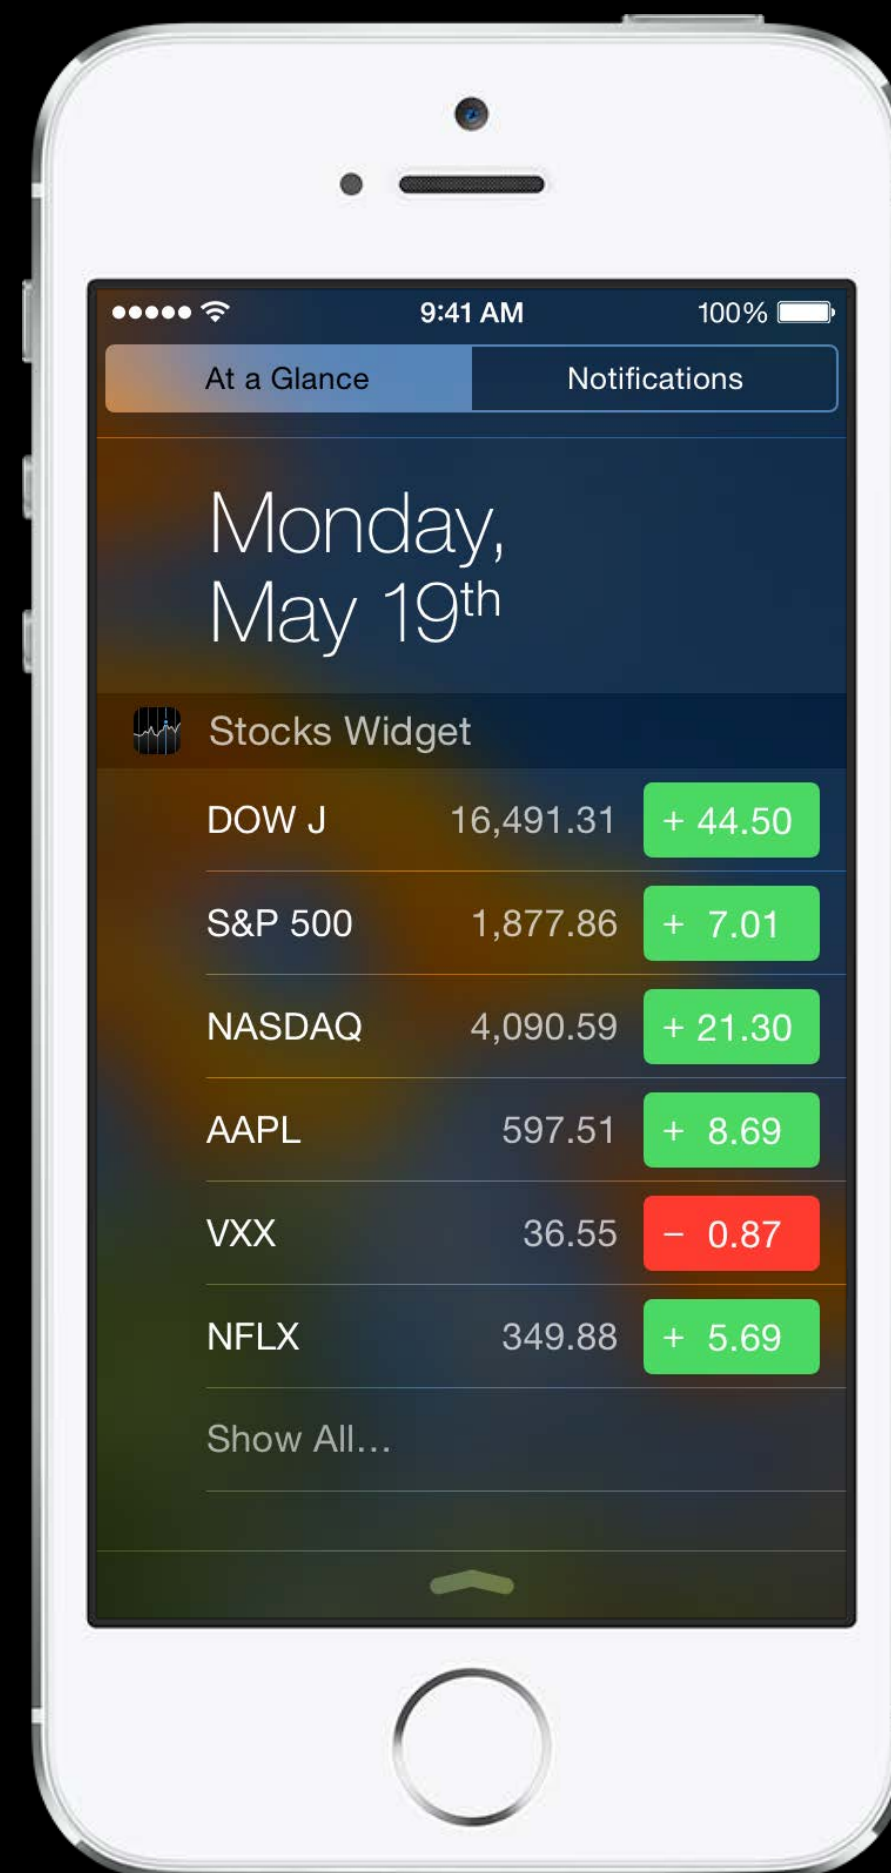 9:41 AM 100%
At a Glance Notifications
Monday,
May 19th
Stocks Widget
DOW J 16,491.31 + 44.50
S&P 500 1,877.86 + 7.01
NASDAQ 4,090.59 + 21.30
AAPL 597.51 + 8.69
VXX 36.55 − 0.87
NFLX 349.88 + 5.69
Show All...